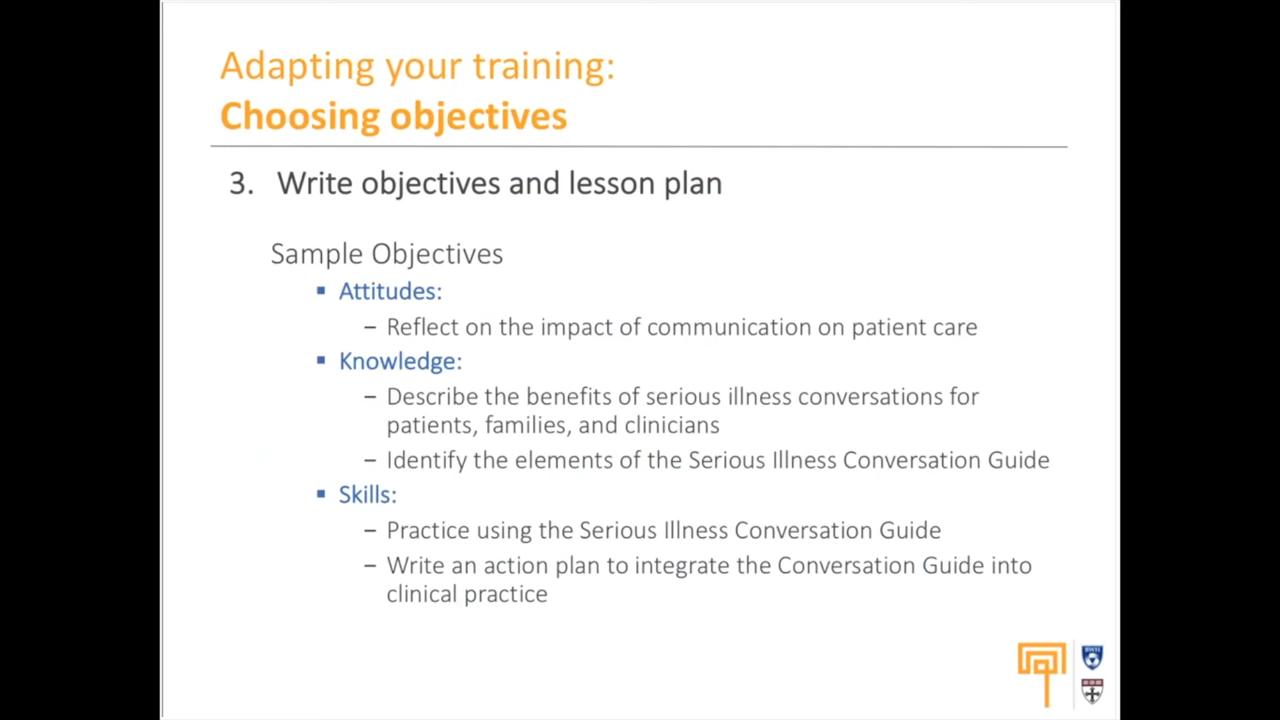 Adapting your training:
Choosing objectives
3. Write objectives and lesson plan
Sample Objectives
▪ Attitudes:
– Reflect on the impact of communication on patient care
▪ Knowledge:
– Describe the benefits of serious illness conversations for
patients, families, and clinicians
– Identify the elements of the Serious Illness Conversation Guide
▪ Skills:
– Practice using the Serious Illness Conversation Guide
– Write an action plan to integrate the Conversation Guide into
clinical practice
BWH